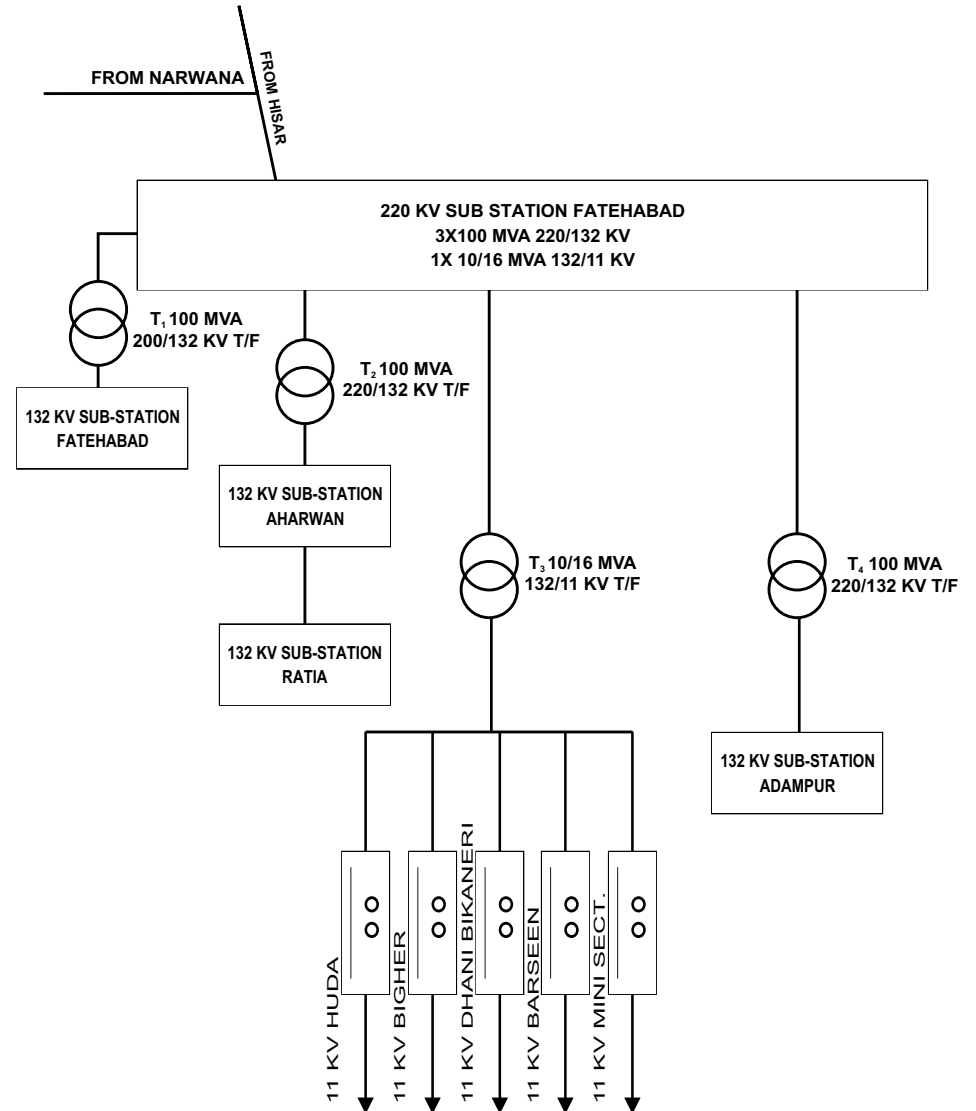 FROM NARWANA
FROM HISAR
220 KV SUB STATION FATEHABAD
3X100 MVA 220/132 KV
1X 10/16 MVA 132/11 KV
T₁ 100 MVA
200/132 KV T/F
T₂ 100 MVA
220/132 KV T/F
132 KV SUB-STATION
FATEHABAD
132 KV SUB-STATION
AHARWAN
T₃ 10/16 MVA
132/11 KV T/F
T₄ 100 MVA
220/132 KV T/F
132 KV SUB-STATION
RATIA
132 KV SUB-STATION
ADAMPUR
11 KV HUDA
11 KV BIGHER
11 KV DHANI BIKANERI
11 KV BARSEEN
11 KV MINI SECT.